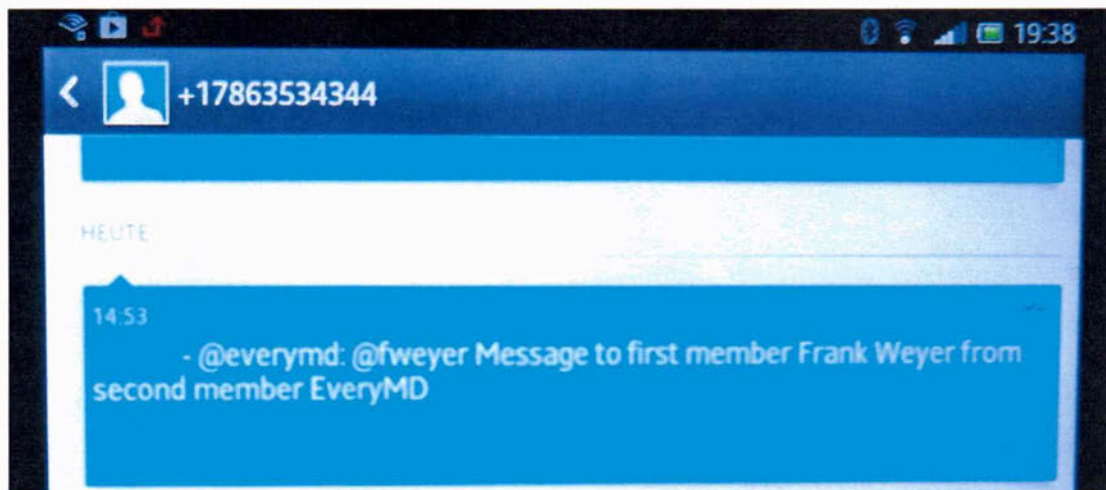 19:38
+17863534344
HEUTE
14:53
- @everymd: @fweyer Message to first member Frank Weyer from
second member EveryMD